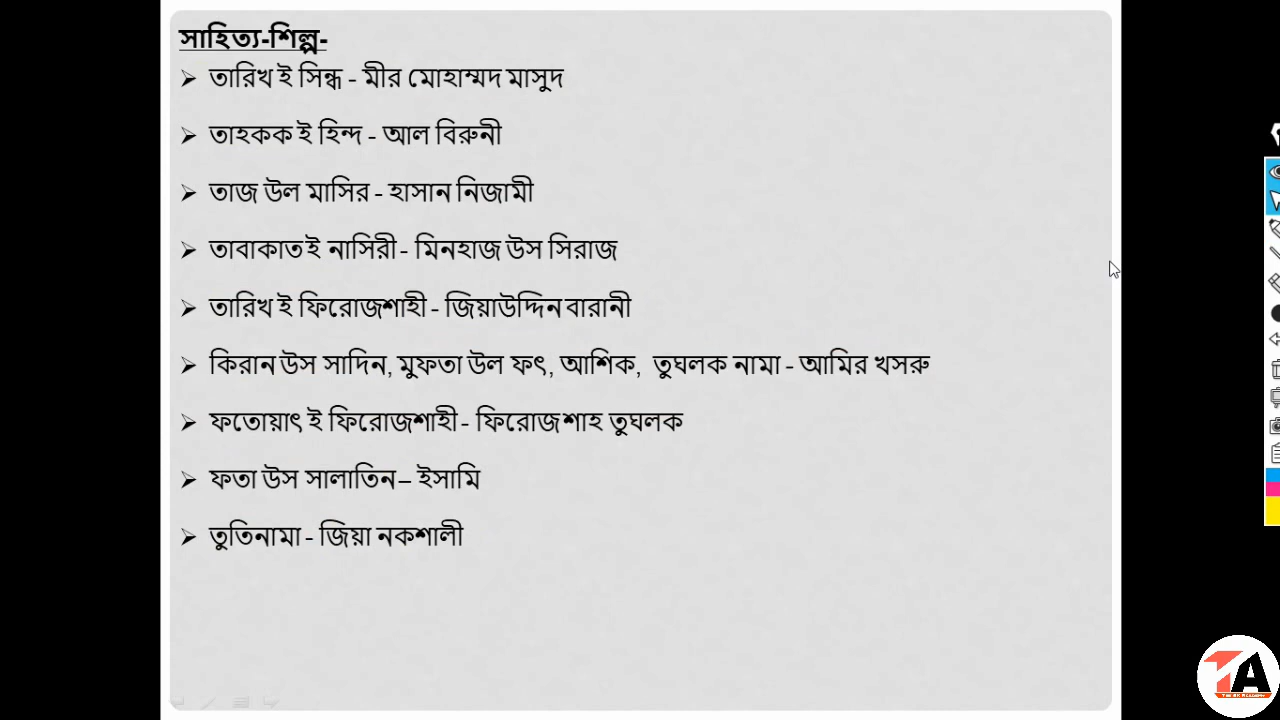 সাহিত্য-শিল্প-
➢ তারিখ ই সিন্ধ - মীর মোহাম্মদ মাসুদ
➢ তাহকক ই হিন্দ - আল বিরুনী
➢ তাজ উল মাসির - হাসান নিজামী
➢ তাবাকাত ই নাসিরী - মিনহাজ উস সিরাজ
➢ তারিখ ই ফিরোজশাহী - জিয়াউদ্দিন বারানী
➢ কিরান উস সাদিন, মুফতা উল ফৎ, আশিক, তুঘলক নামা - আমির খসরু
➢ ফতোয়াৎ ই ফিরোজশাহী - ফিরোজ শাহ তুঘলক
➢ ফতা উস সালাতিন – ইসামি
➢ তুতিনামা - জিয়া নকশালী
1A